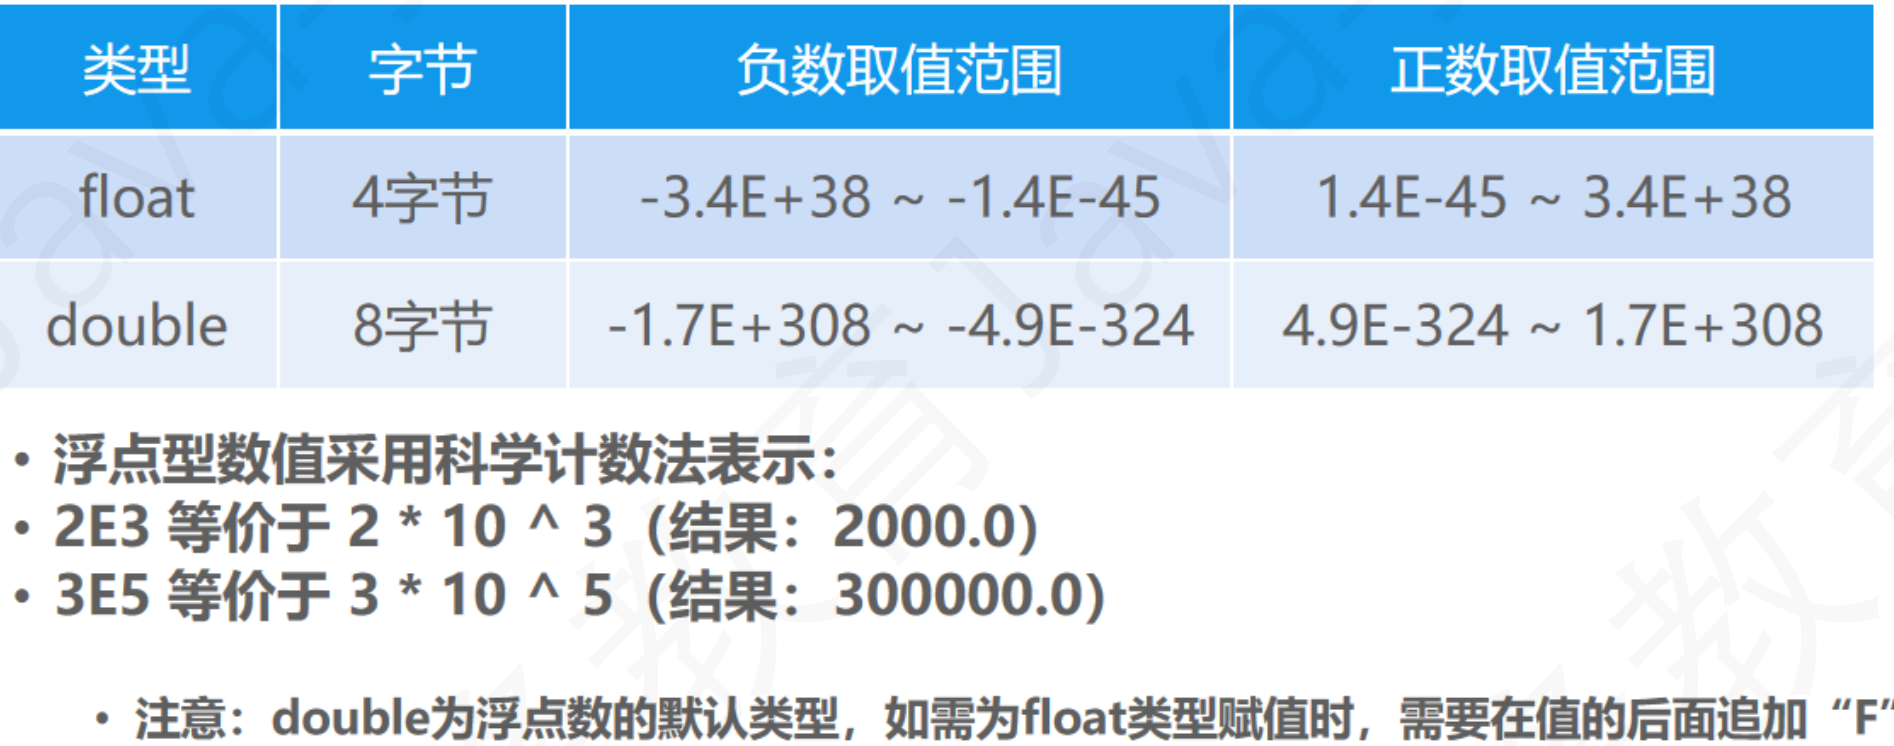 类型 字节 负数取值范围 正数取值范围
float 4字节 -3.4E+38 ~ -1.4E-45 1.4E-45 ~ 3.4E+38
double 8字节 -1.7E+308 ~ -4.9E-324 4.9E-324 ~ 1.7E+308
• 浮点型数值采用科学计数法表示：
• 2E3 等价于 2 * 10 ^ 3（结果：2000.0）
• 3E5 等价于 3 * 10 ^ 5（结果：300000.0）
• 注意：double为浮点数的默认类型，如需为float类型赋值时，需要在值的后面追加“F”